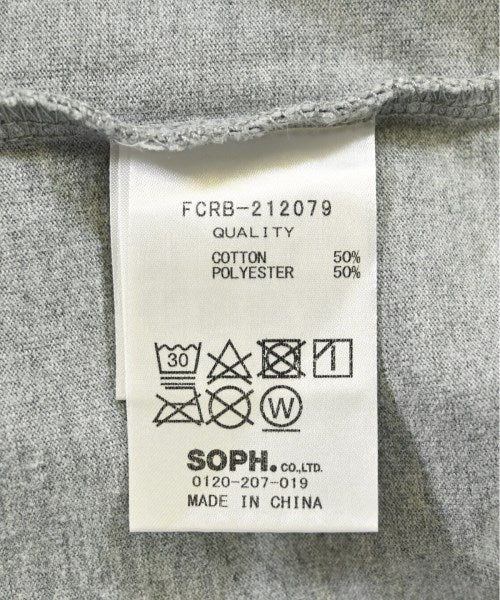 FCRB-212079
QUALITY
COTTON 50%
POLYESTER 50%
30
W
SOPH. CO.,LTD.
0120-207-019
MADE IN CHINA